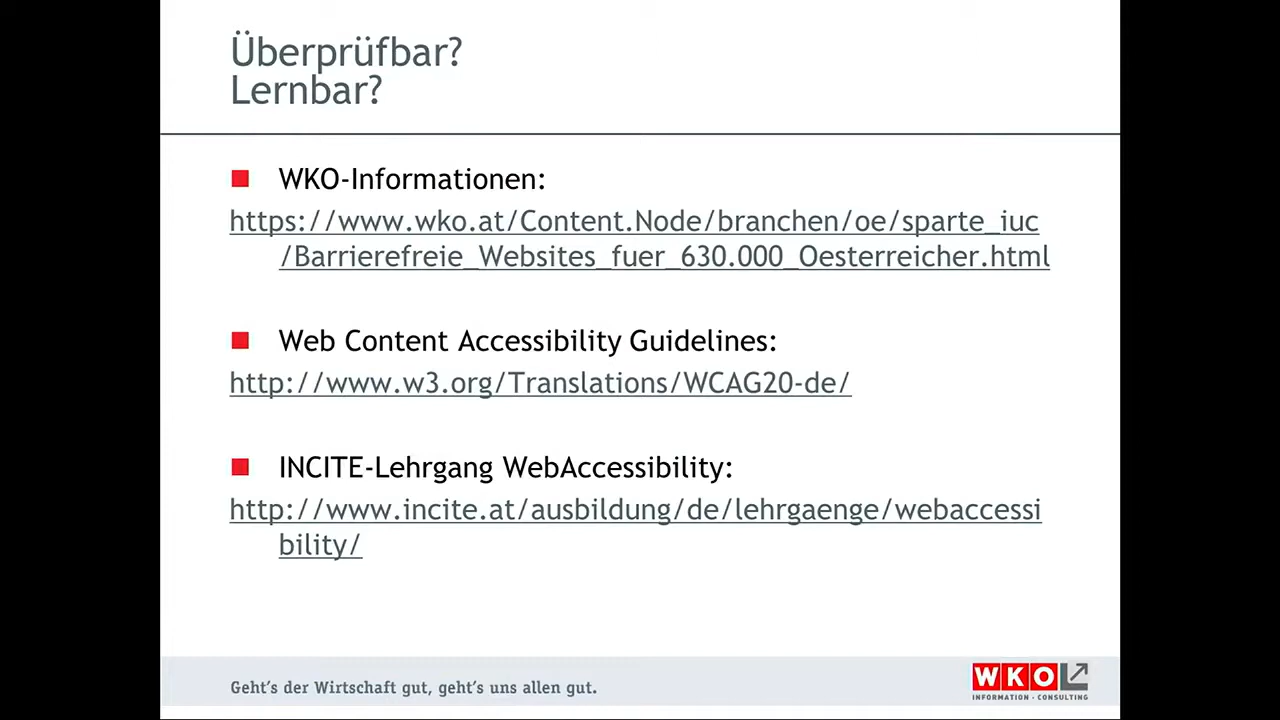 Überprüfbar?
Lernbar?
WKO-Informationen:
https://www.wko.at/Content.Node/branchen/oe/sparte_iuc
/Barrierefreie_Websites_fuer_630.000_Oesterreicher.html
Web Content Accessibility Guidelines:
http://www.w3.org/Translations/WCAG20-de/
INCITE-Lehrgang WebAccessibility:
http://www.incite.at/ausbildung/de/lehrgaenge/webaccessi
bility/
Geht's der Wirtschaft gut, geht's uns allen gut.
WKO
INFORMATION · CONSULTING